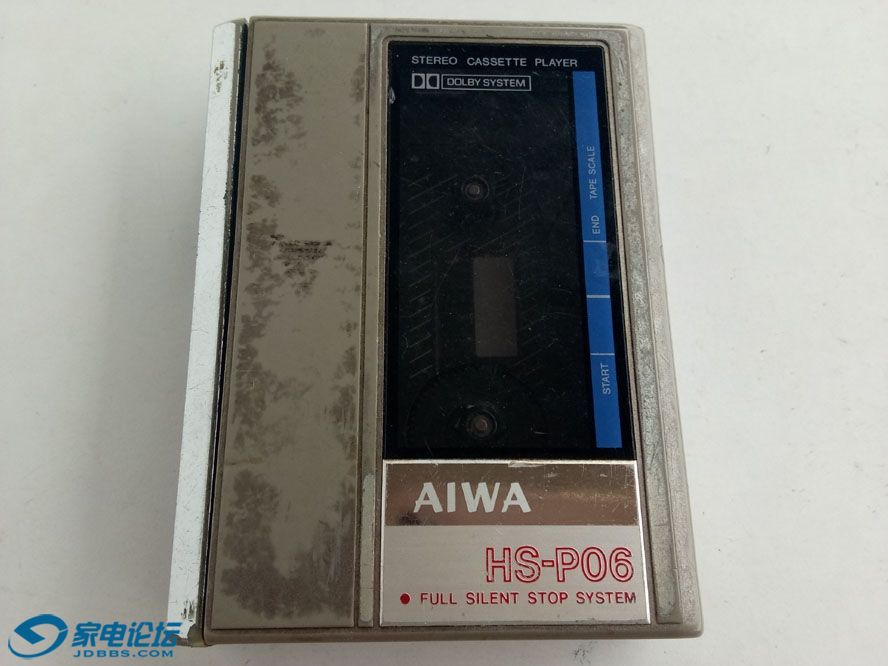 STEREO CASSETTE PLAYER
DOLBY SYSTEM
TAPE SCALE
END
START
AIWA
HS-P06
FULL SILENT STOP SYSTEM
家电论坛
JDBBS.COM